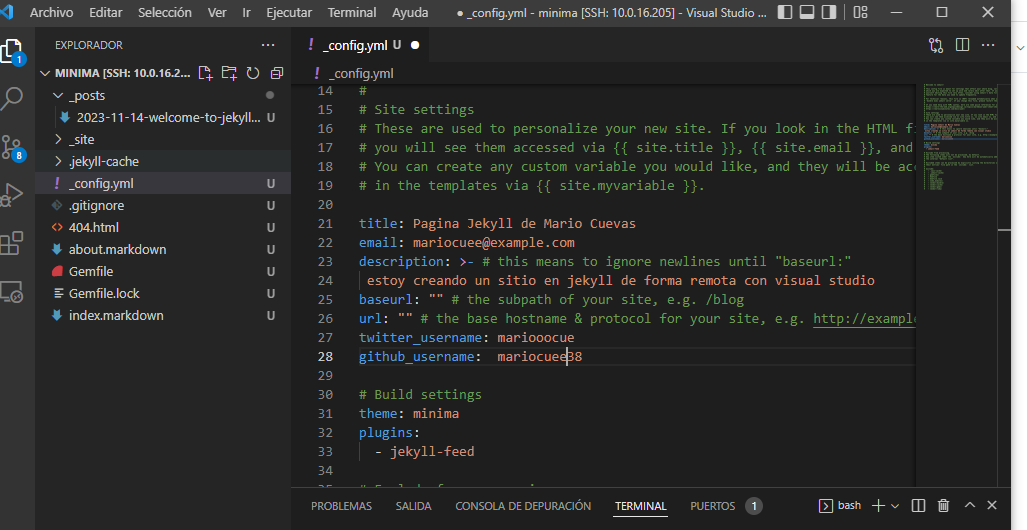 Archivo Editar Selección Ver Ir Ejecutar Terminal Ayuda ● _config.yml - minima [SSH: 10.0.16.205] - Visual Studio ...
EXPLORADOR
MINIMA [SSH: 10.0.16.2...
_posts
2023-11-14-welcome-to-jekyll... U
_site
.jekyll-cache
! _config.yml U
.gitignore U
404.html U
about.markdown U
Gemfile U
Gemfile.lock U
index.markdown U
1
8
! _config.yml U ●
! _config.yml
14 #
15 # Site settings
16 # These are used to personalize your new site. If you look in the HTML fi
17 # you will see them accessed via {{ site.title }}, {{ site.email }}, and
18 # You can create any custom variable you would like, and they will be acc
19 # in the templates via {{ site.myvariable }}.
20
21 title: Pagina Jekyll de Mario Cuevas
22 email: mariocuee@example.com
23 description: >- # this means to ignore newlines until "baseurl:"
24 estoy creando un sitio en jekyll de forma remota con visual studio
25 baseurl: "" # the subpath of your site, e.g. /blog
26 url: "" # the base hostname & protocol for your site, e.g. http://example
27 twitter_username: mariooocue
28 github_username:  mariocuee38
29
30 # Build settings
31 theme: minima
32 plugins:
33 - jekyll-feed
34
PROBLEMAS SALIDA CONSOLA DE DEPURACIÓN TERMINAL PUERTOS 1 bash